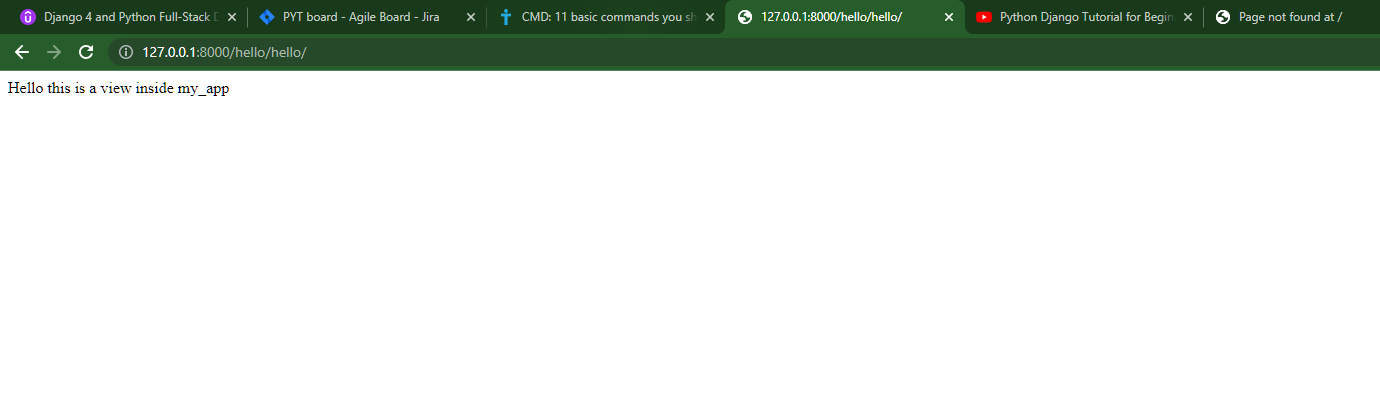 Django 4 and Python Full-Stack D
PYT board - Agile Board - Jira
CMD: 11 basic commands you sh
127.0.0.1:8000/hello/hello/
Python Django Tutorial for Begin
Page not found at /
127.0.0.1:8000/hello/hello/
Hello this is a view inside my_app